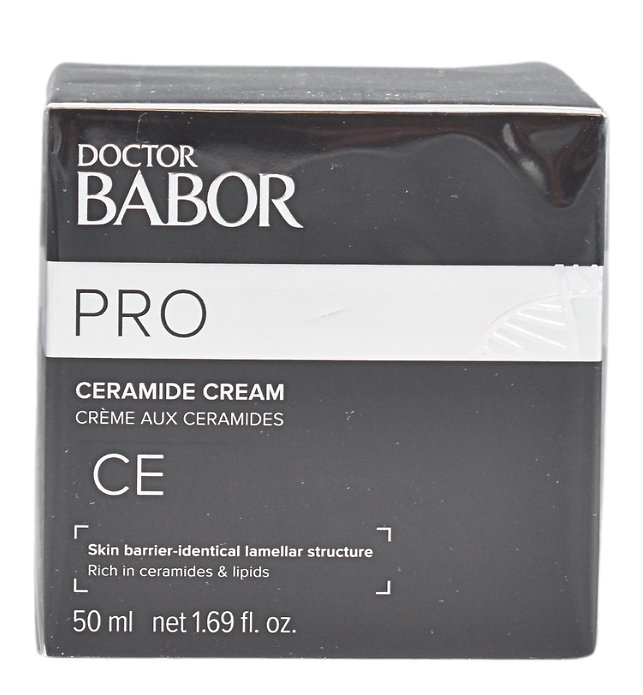 DOCTOR
BABOR
PRO
CERAMIDE CREAM
CRÈME AUX CERAMIDES
CE
Skin barrier-identical lamellar structure
Rich in ceramides & lipids
50 ml net 1.69 fl. oz.